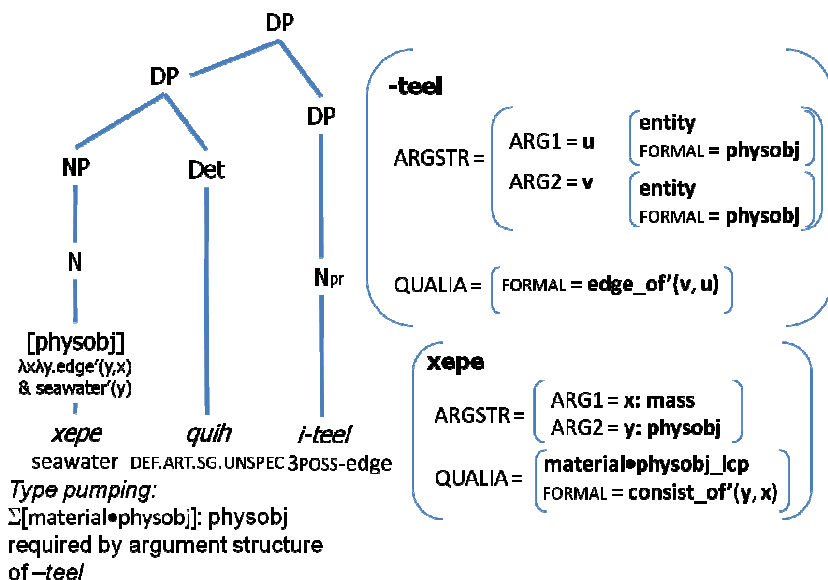 DP
DP
DP
NP
Det
N
Npr
[physobj]
λxλy.edge'(y,x)
& seawater'(y)
xepe
quih
i-teel
seawater
DEF.ART.SG.UNSPEC
3POSS-edge
Type pumping:
Σ[material•physobj]: physobj
required by argument structure
of –teel
-teel
ARGSTR =
ARG1 = u
entity
FORMAL = physobj
ARG2 = v
entity
FORMAL = physobj
QUALIA =
FORMAL = edge_of'(v, u)
xepe
ARGSTR =
ARG1 = x: mass
ARG2 = y: physobj
QUALIA =
material•physobj_lcp
FORMAL = consist_of'(y, x)